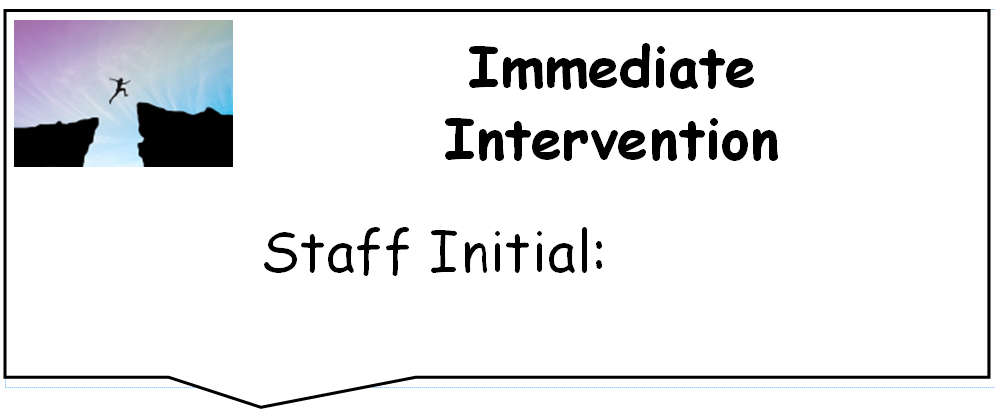 Immediate
Intervention
Staff Initial: